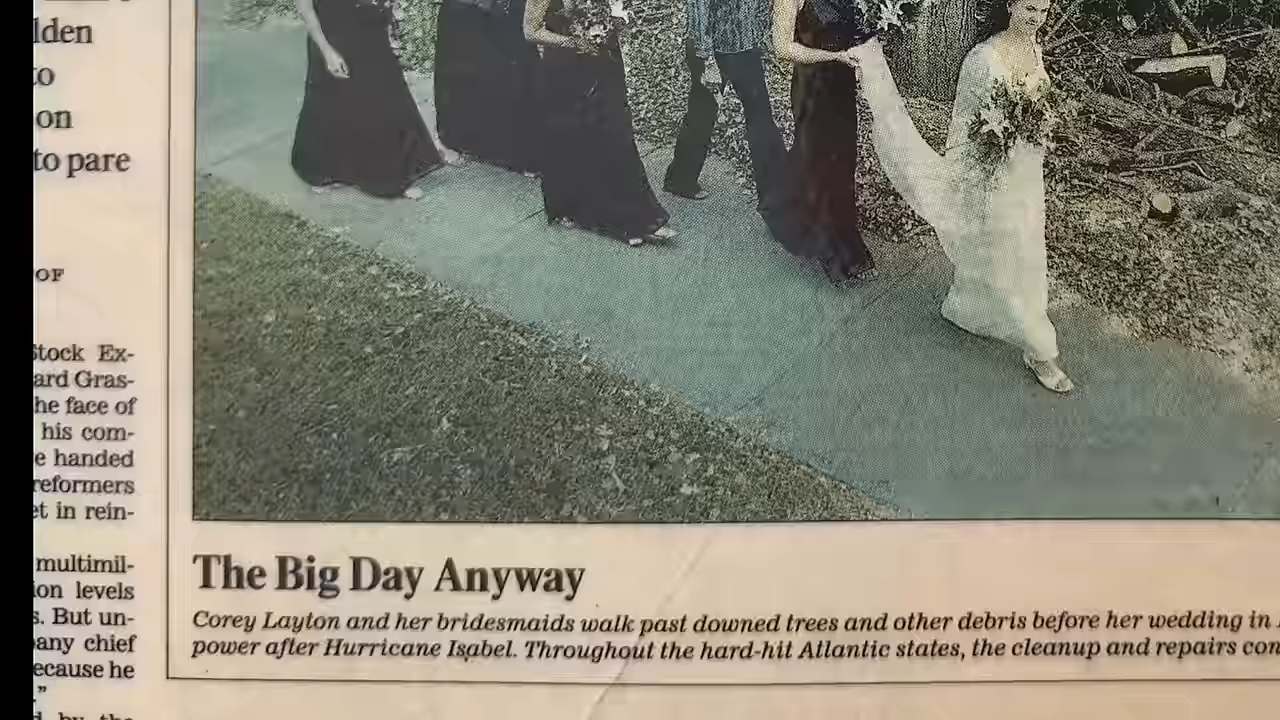 lden
to
on
to pare
OF
Stock Ex-
ard Gras-
he face of
his com-
e handed
reformers
et in rein-
multimil-
ion levels
s. But un-
pany chief
ecause he
.”
d by the
The Big Day Anyway
Corey Layton and her bridesmaids walk past downed trees and other debris before her wedding in
power after Hurricane Isabel. Throughout the hard-hit Atlantic states, the cleanup and repairs con